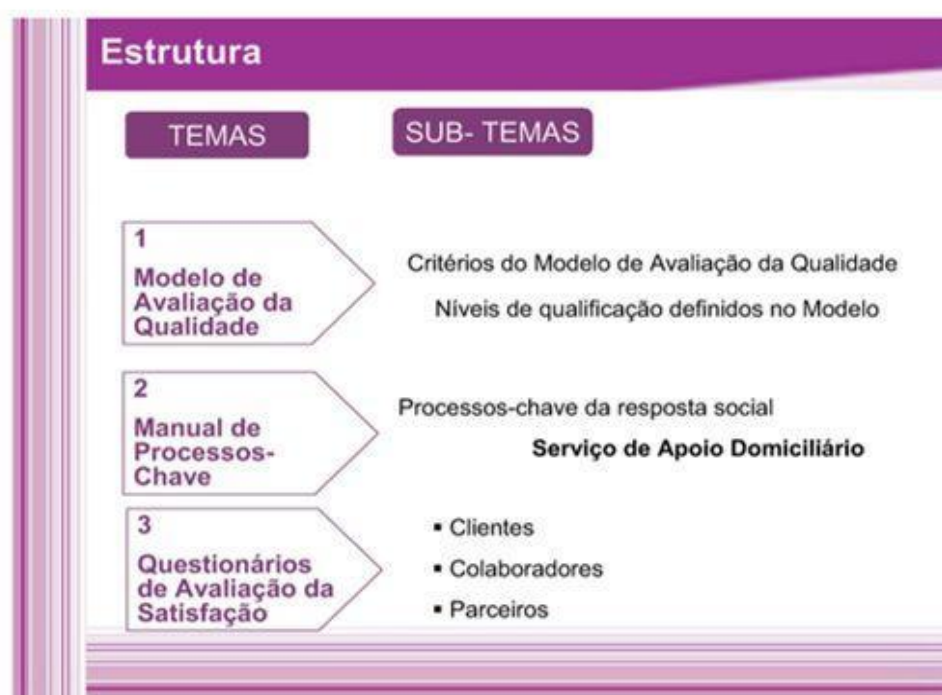 Estrutura
TEMAS
SUB- TEMAS
1
Modelo de
Avaliação da
Qualidade
Critérios do Modelo de Avaliação da Qualidade
Níveis de qualificação definidos no Modelo
2
Manual de
Processos-
Chave
Processos-chave da resposta social
Serviço de Apoio Domiciliário
3
Questionários
de Avaliação da
Satisfação
▪ Clientes
▪ Colaboradores
▪ Parceiros